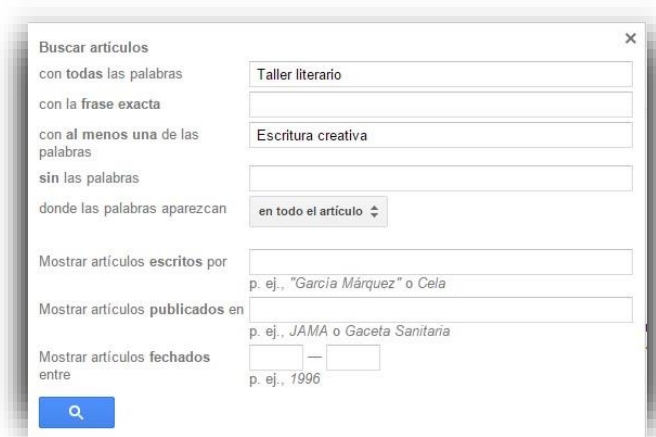 Buscar artículos
con todas las palabras Taller literario
con la frase exacta
con al menos una de las Escritura creativa
palabras
sin las palabras
donde las palabras aparezcan en todo el artículo
Mostrar artículos escritos por
p. ej., "García Márquez" o Cela
Mostrar artículos publicados en
p. ej., JAMA o Gaceta Sanitaria
Mostrar artículos fechados —
entre
p. ej., 1996